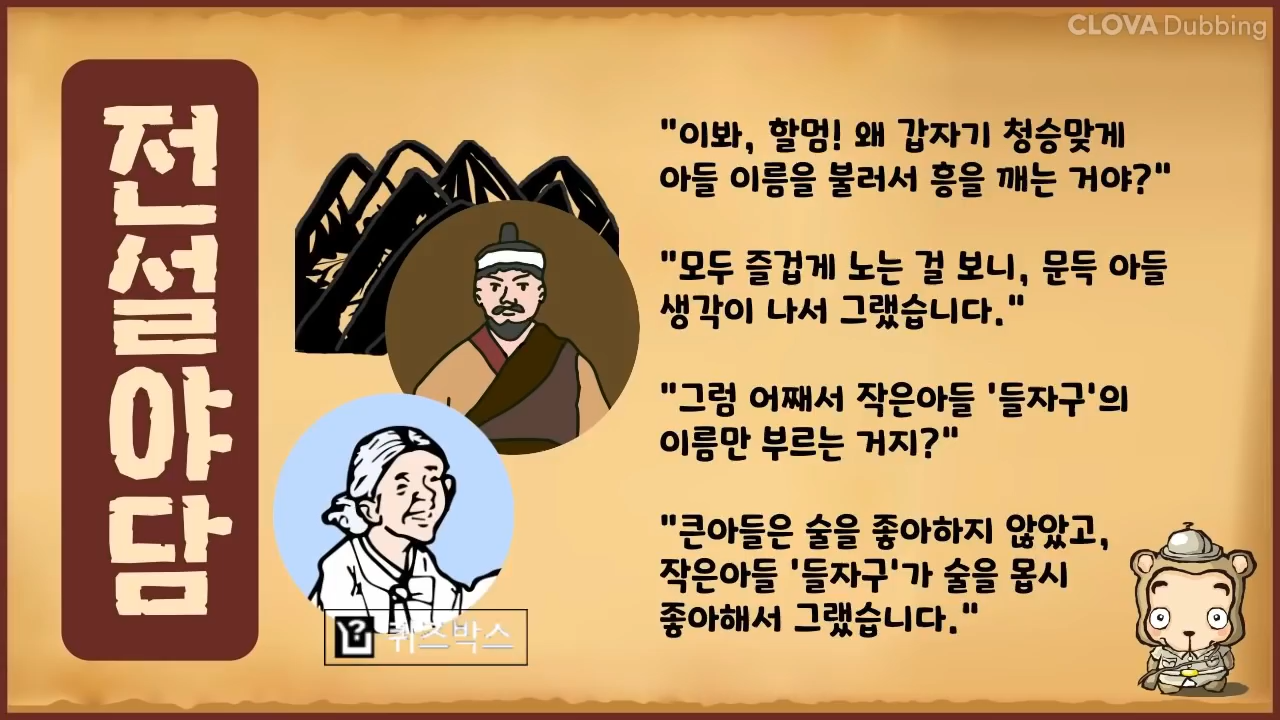 CLOVA Dubbing
전설야담
"이봐, 할멈! 왜 갑자기 청승맞게
아들 이름을 불러서 흥을 깨는 거야?"
"모두 즐겁게 노는 걸 보니, 문득 아들
생각이 나서 그랬습니다."
"그럼 어째서 작은아들 '들자구'의
이름만 부르는 거지?"
"큰아들은 술을 좋아하지 않았고,
작은아들 '들자구'가 술을 몹시
좋아해서 그랬습니다."
퀴즈박스